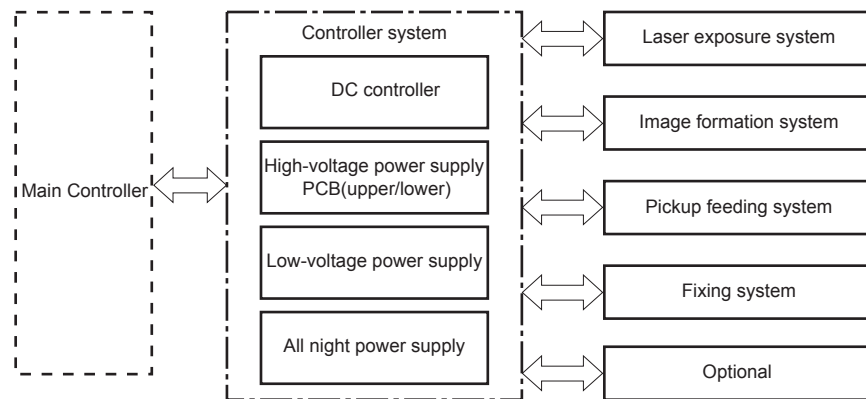 Main Controller
Controller system
DC controller
High-voltage power supply
PCB(upper/lower)
Low-voltage power supply
All night power supply
Laser exposure system
Image formation system
Pickup feeding system
Fixing system
Optional